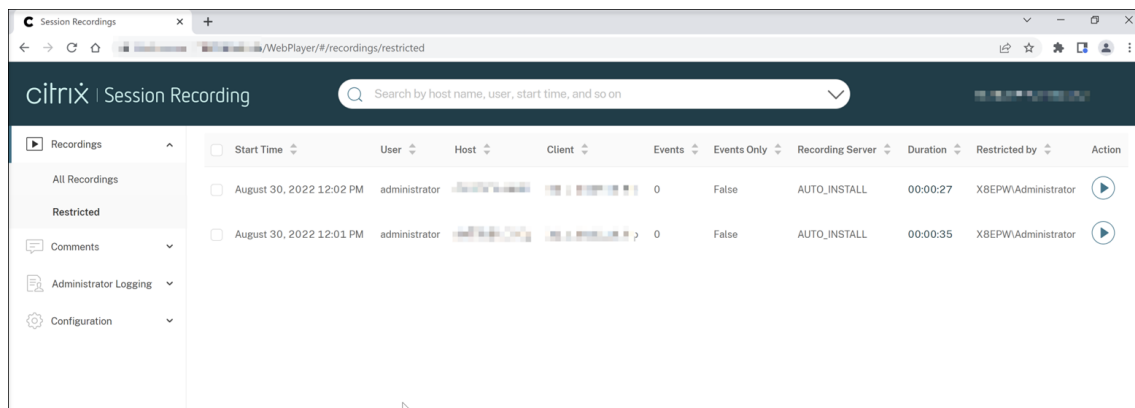 Session Recordings
/WebPlayer/#/recordings/restricted
citrix | Session Recording
Search by host name, user, start time, and so on
Recordings
All Recordings
Restricted
Comments
Administrator Logging
Configuration
Start Time User Host Client Events Events Only Recording Server Duration Restricted by Action
August 30, 2022 12:02 PM administrator 0 False AUTO_INSTALL 00:00:27 X8EPW\Administrator
August 30, 2022 12:01 PM administrator 0 False AUTO_INSTALL 00:00:35 X8EPW\Administrator